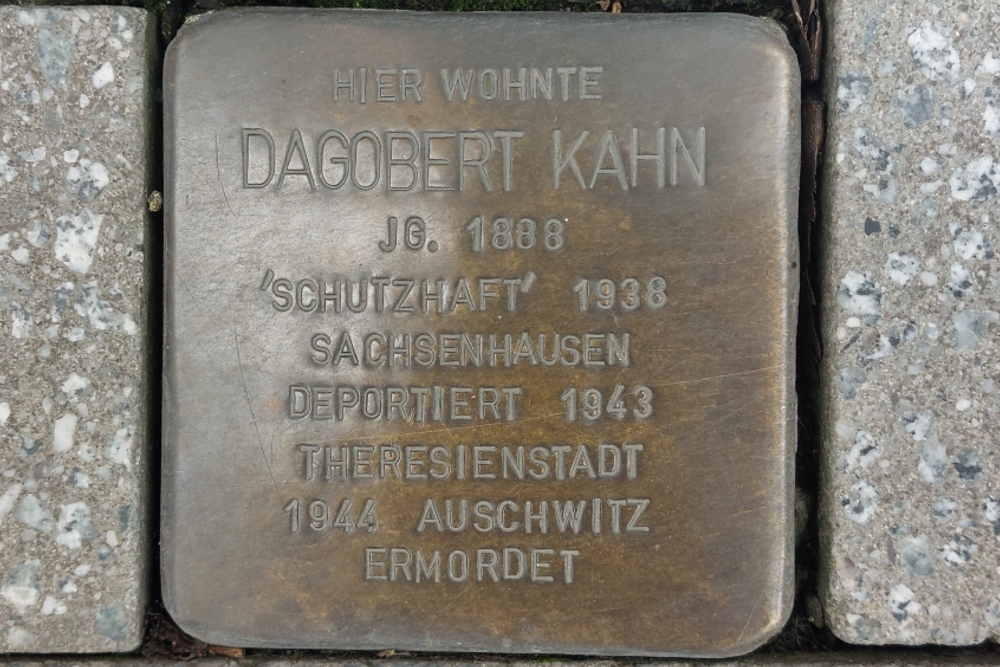 HIER WOHNTE
DAGOBERT KAHN
JG. 1888
'SCHUTZHAFT' 1938
SACHSENHAUSEN
DEPORTIERT 1943
THERESIENSTADT
1944 AUSCHWITZ
ERMORDET